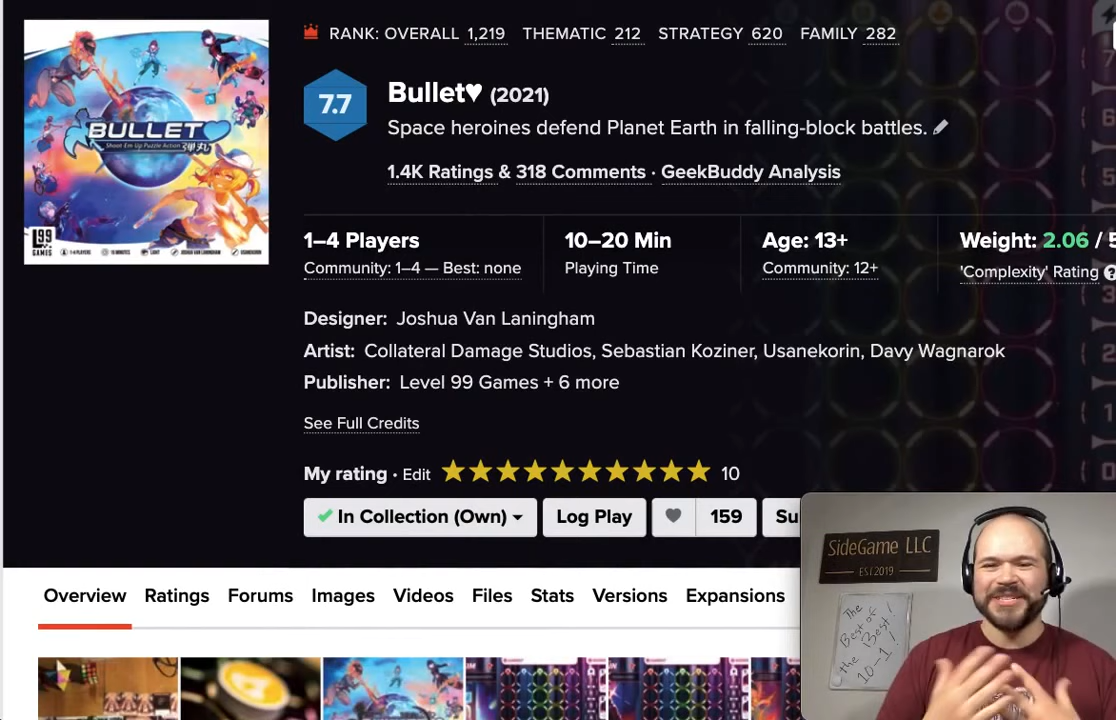 RANK: OVERALL 1,219 THEMATIC 212 STRATEGY 620 FAMILY 282
7.7
Bullet♥ (2021)
Space heroines defend Planet Earth in falling-block battles.
1.4K Ratings & 318 Comments · GeekBuddy Analysis
BULLET
Shoot Em Up Puzzle Action 弾丸
L99
GAMES
1–4 Players
10–20 Min
Age: 13+
Weight: 2.06 / 5
Community: 1–4 — Best: none
Playing Time
Community: 12+
'Complexity' Rating
Designer: Joshua Van Laningham
Artist: Collateral Damage Studios, Sebastian Koziner, Usanekorin, Davy Wagnarok
Publisher: Level 99 Games + 6 more
See Full Credits
My rating · Edit 10
In Collection (Own)
Log Play
159
Su
Overview Ratings Forums Images Videos Files Stats Versions Expansions
SideGame LLC
EST 2019
The
Best of
the Best!
10-1!